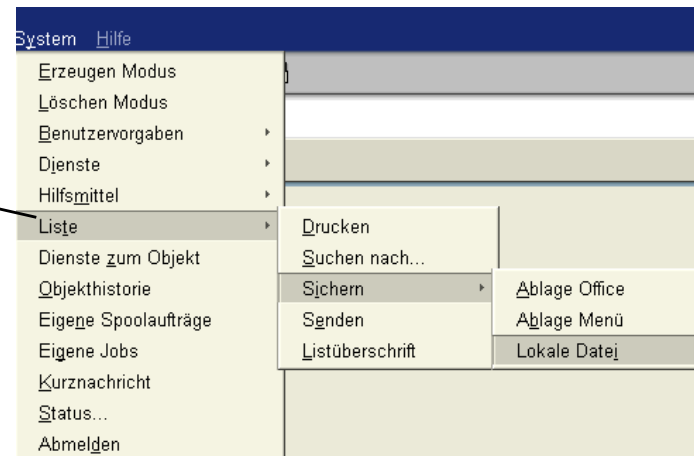 System Hilfe
Erzeugen Modus
Löschen Modus
Benutzervorgaben
Dienste
Hilfsmittel
Liste
Dienste zum Objekt
Objekthistorie
Eigene Spoolaufträge
Eigene Jobs
Kurznachricht
Status...
Abmelden
Drucken
Suchen nach...
Sichern
Senden
Listüberschrift
Ablage Office
Ablage Menü
Lokale Datei